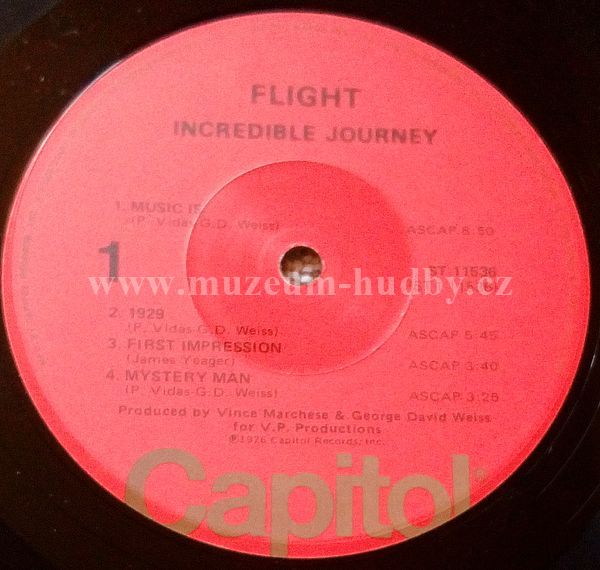 FLIGHT
INCREDIBLE JOURNEY
1. MUSIC IS
(P. Vidas-G.D. Weiss)
ASCAP 8:50
1
ST-11536
www.muzeum-hudby.cz
2. 1929
(P. Vidas-G.D. Weiss)
ASCAP 5:45
3. FIRST IMPRESSION
(James Yeager)
ASCAP 3:40
4. MYSTERY MAN
(P. Vidas-G.D. Weiss)
ASCAP 3:25
Produced by Vince Marchese & George David Weiss
for V.P. Productions
℗1976 Capitol Records, Inc.
Capitol®